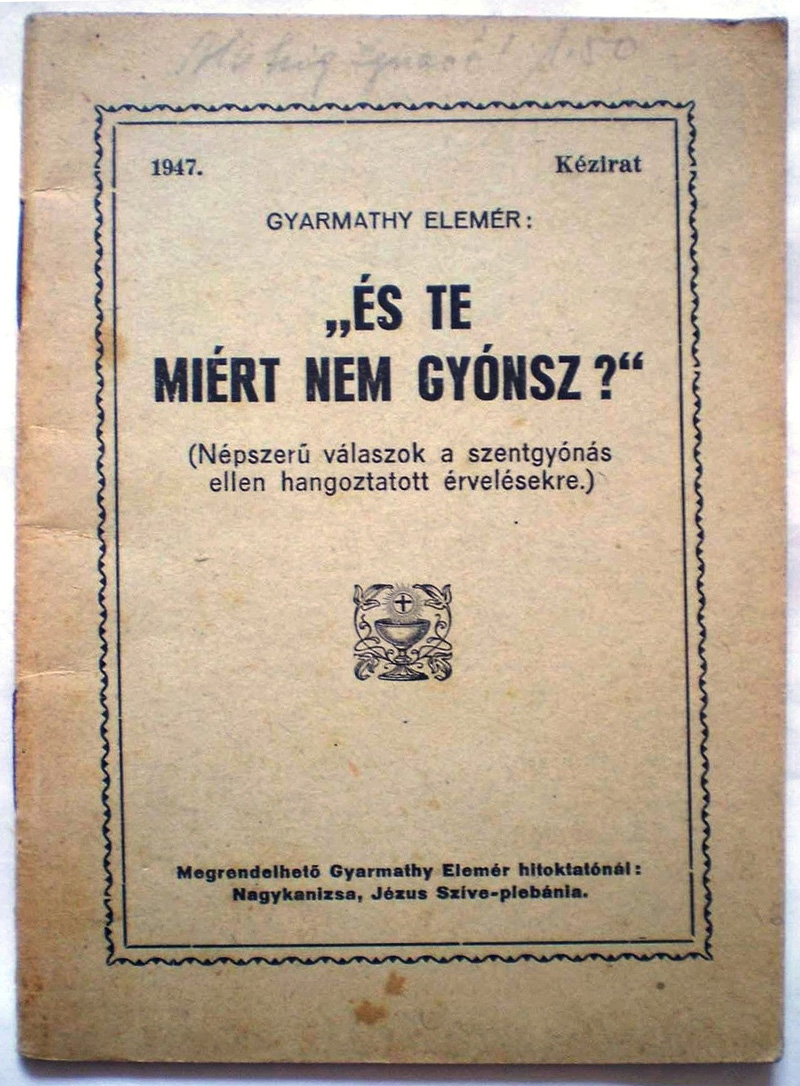 1947. Kézirat
GYARMATHY ELEMÉR:
„ÉS TE
MIÉRT NEM GYÓNSZ?“
(Népszerű válaszok a szentgyónás
ellen hangoztatott érvelésekre.)
Megrendelhető Gyarmathy Elemér hitoktatónál:
Nagykanizsa, Jézus Szíve-plebánia.